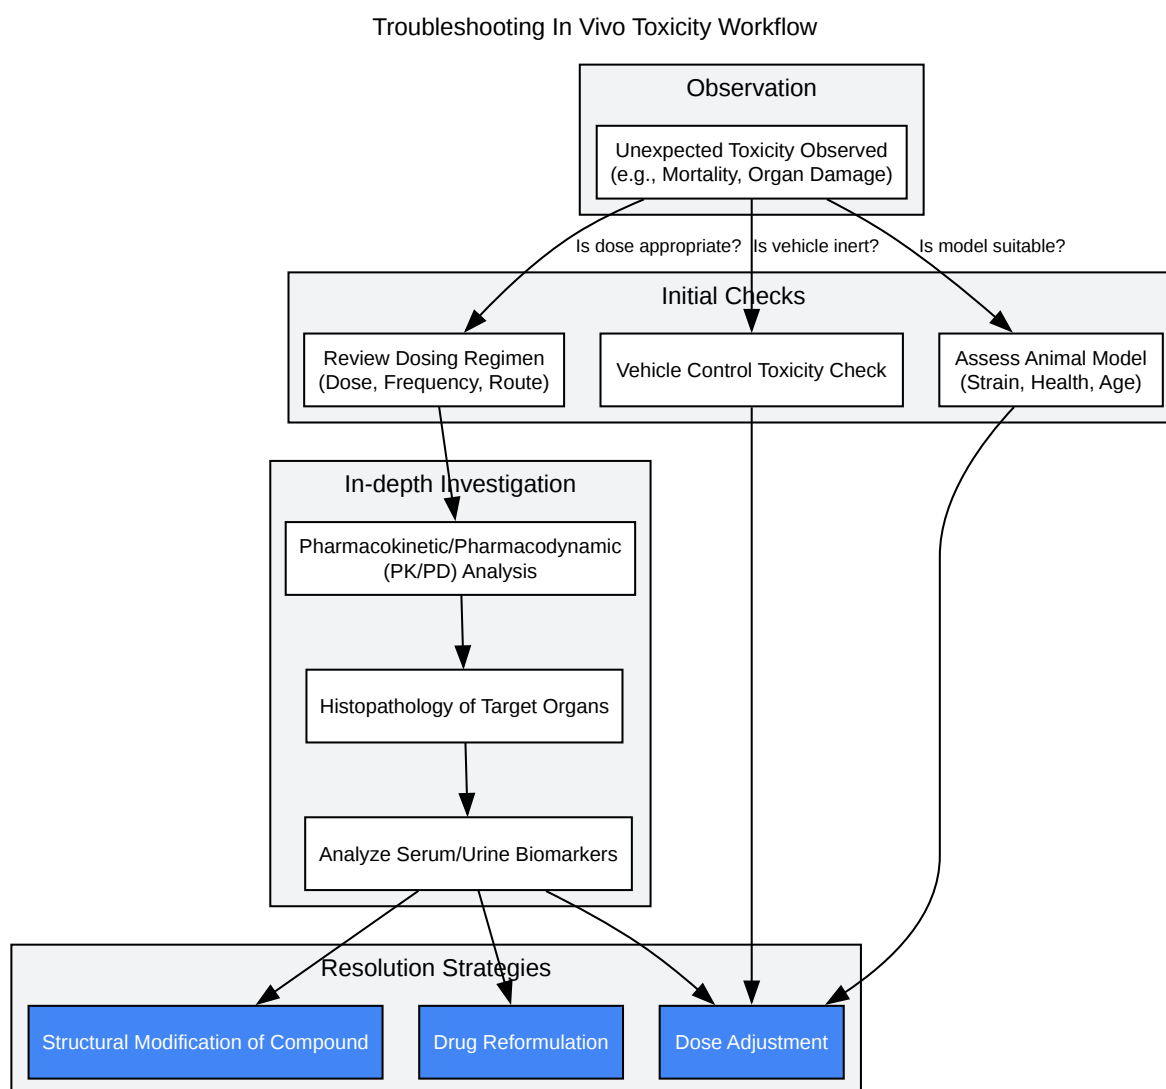 Troubleshooting In Vivo Toxicity Workflow
Observation
Unexpected Toxicity Observed
(e.g., Mortality, Organ Damage)
Is dose appropriate?
Is vehicle inert?
Is model suitable?
Initial Checks
Review Dosing Regimen
(Dose, Frequency, Route)
Vehicle Control Toxicity Check
Assess Animal Model
(Strain, Health, Age)
In-depth Investigation
Pharmacokinetic/Pharmacodynamic
(PK/PD) Analysis
Histopathology of Target Organs
Analyze Serum/Urine Biomarkers
Resolution Strategies
Structural Modification of Compound
Drug Reformulation
Dose Adjustment